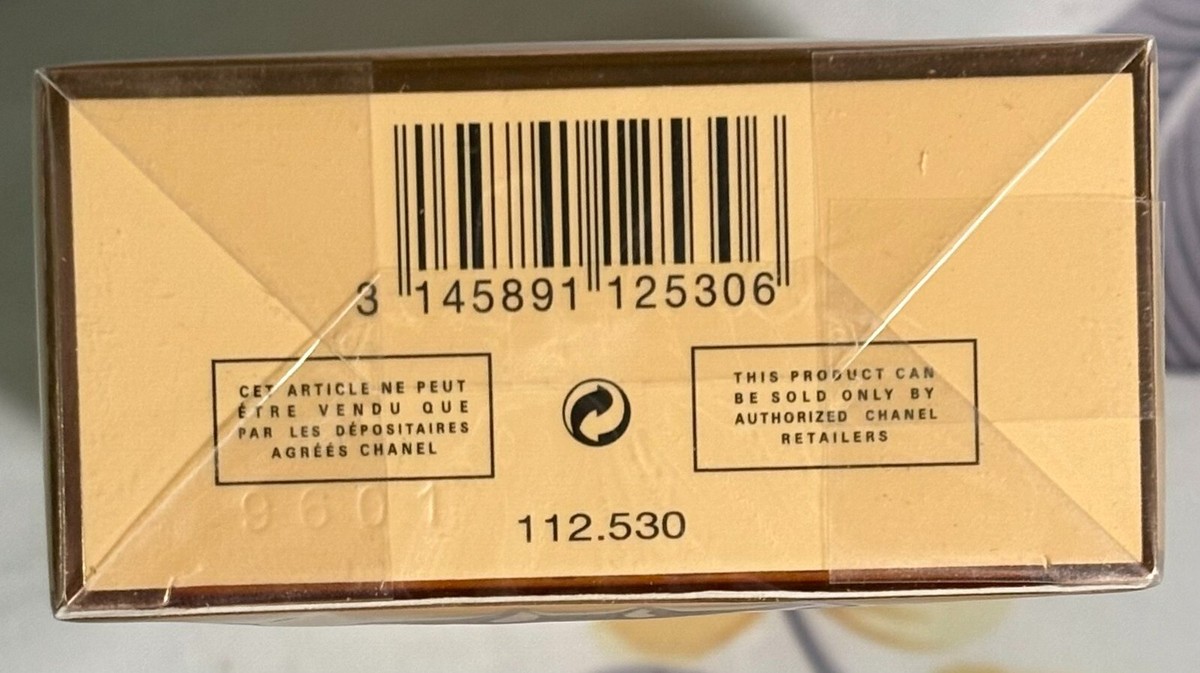 3 145891 125306
CET ARTICLE NE PEUT
ÊTRE VENDU QUE
PAR LES DÉPOSITAIRES
AGRÉÉS CHANEL
THIS PRODUCT CAN
BE SOLD ONLY BY
AUTHORIZED CHANEL
RETAILERS
9601
112.530